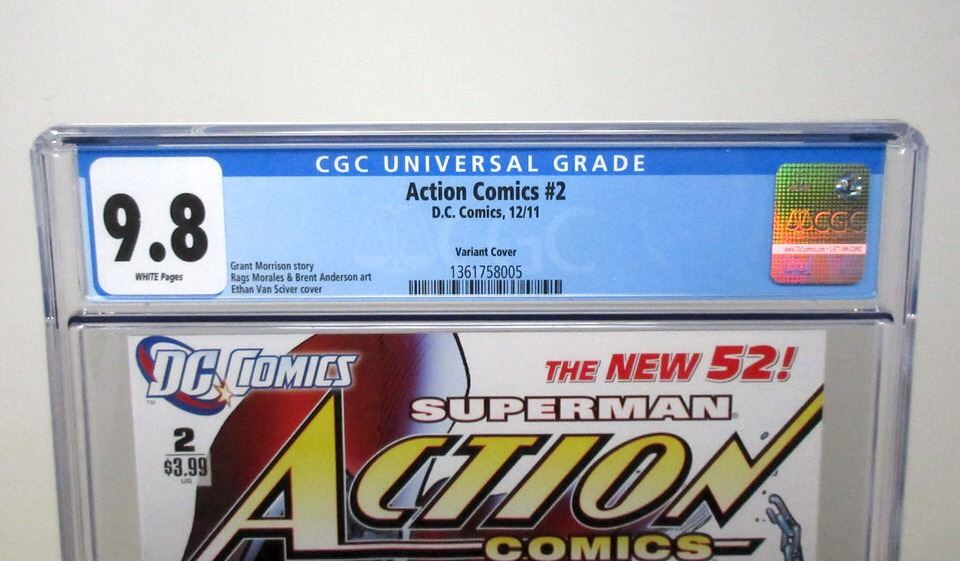 CGC UNIVERSAL GRADE
9.8
WHITE Pages
Action Comics #2
D.C. Comics, 12/11
Variant Cover
1361758005
Grant Morrison story
Rags Morales & Brent Anderson art
Ethan Van Sciver cover
CGC
DC COMICS
TM
THE NEW 52!
2
$3.99
US
SUPERMAN
ACTION
COMICS